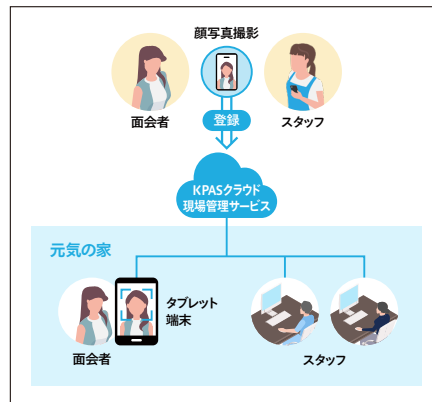 顔写真撮影
面会者
スタッフ
登録
KPASクラウド
現場管理サービス
元気の家
タブレット
端末
面会者
スタッフ